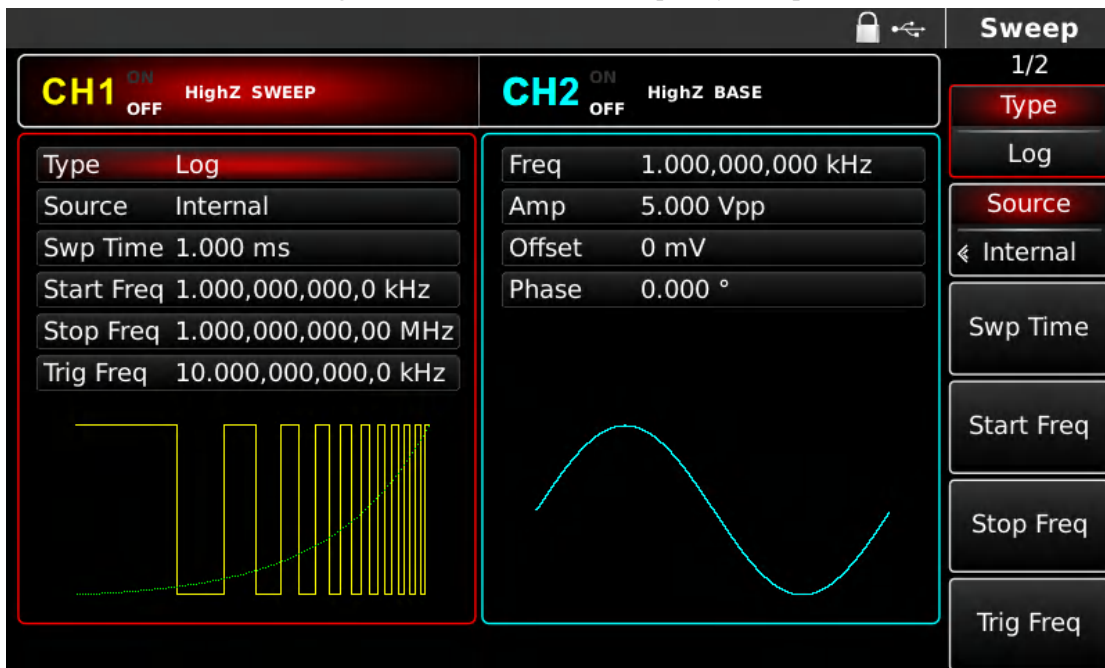 Sweep
1/2
CH1 ON OFF HighZ SWEEP
CH2 ON OFF HighZ BASE
Type Log
Source Internal
Swp Time 1.000 ms
Start Freq 1.000,000,000,0 kHz
Stop Freq 1.000,000,000,00 MHz
Trig Freq 10.000,000,000,0 kHz
Freq 1.000,000,000 kHz
Amp 5.000 Vpp
Offset 0 mV
Phase 0.000 °
Type
Log
Source
Internal
Swp Time
Start Freq
Stop Freq
Trig Freq